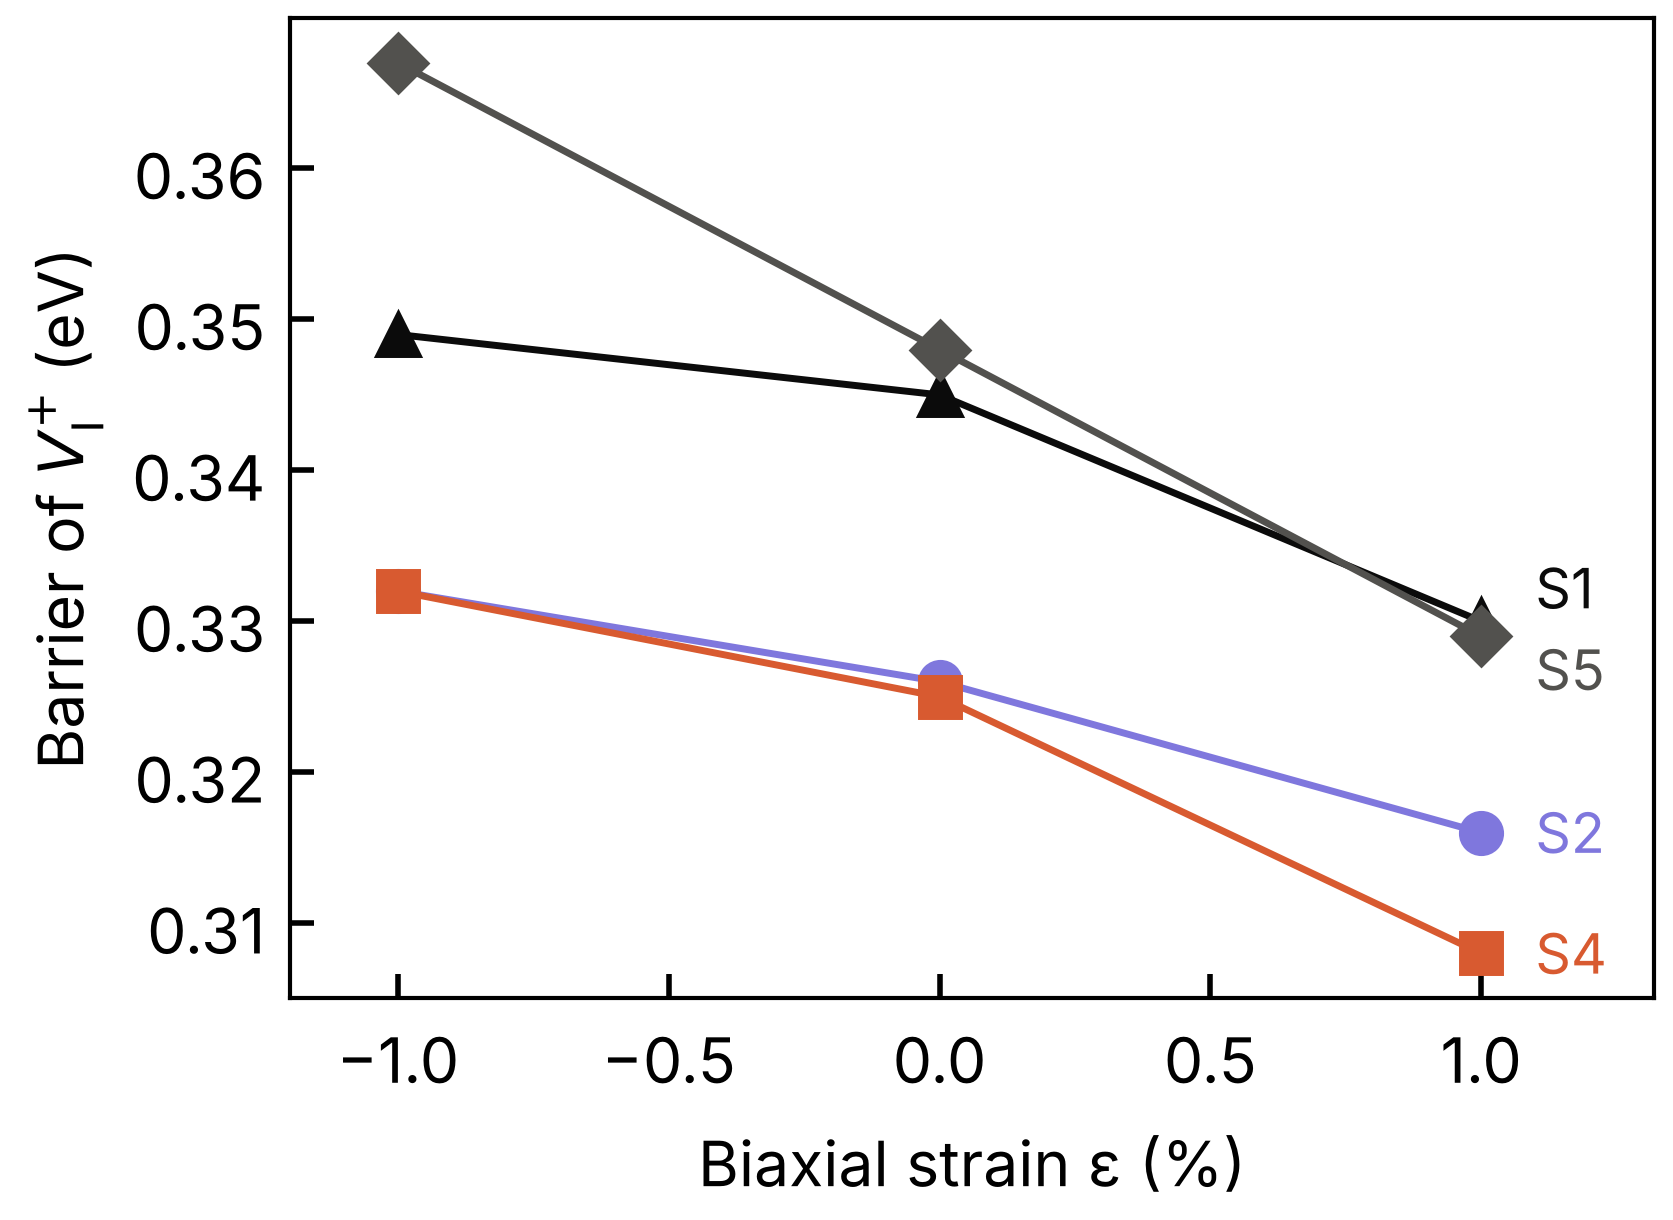 Barrier of V_I^+ (eV)
0.36
0.35
0.34
0.33
0.32
0.31
S1
S5
S2
S4
−1.0 −0.5 0.0 0.5 1.0
Biaxial strain ε (%)